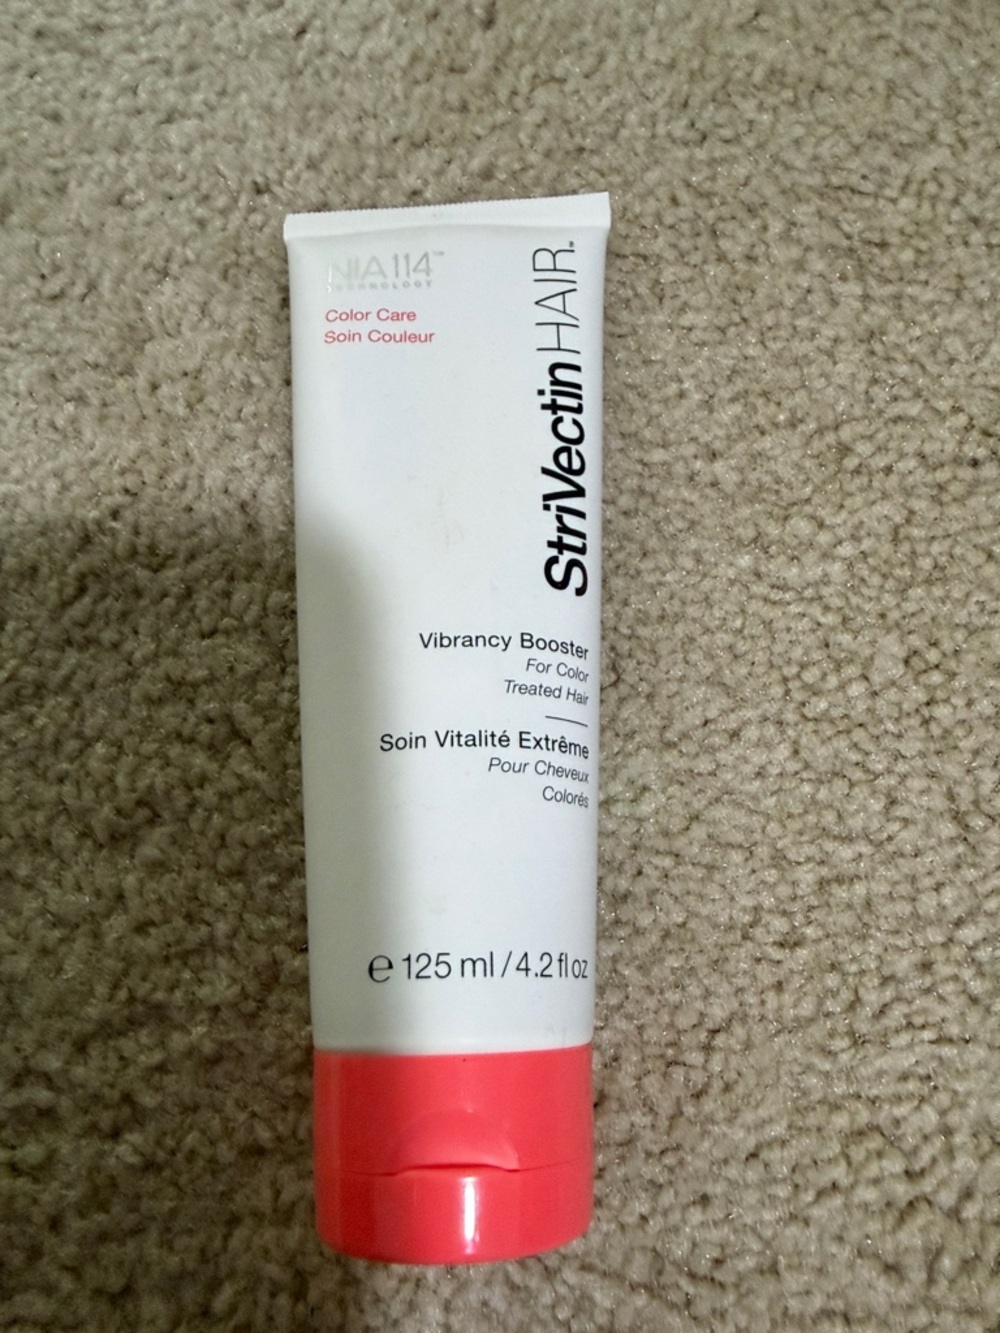 NIA114™
TECHNOLOGY
Color Care
Soin Couleur
StriVectin HAIR™
Vibrancy Booster
For Color
Treated Hair
Soin Vitalité Extrême
Pour Cheveux
Colorés
℮ 125 ml / 4.2 fl oz